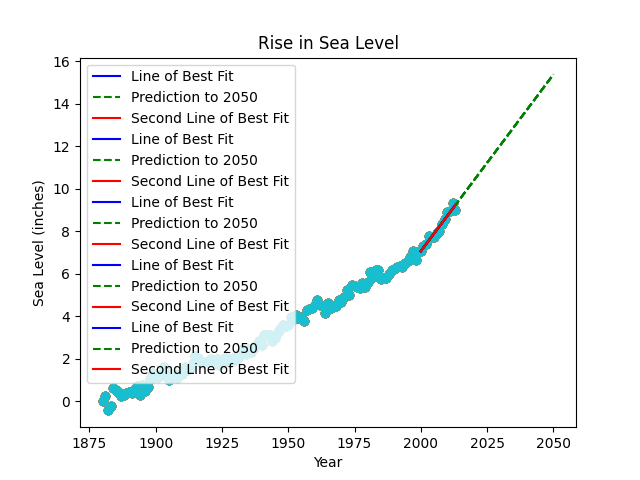 Rise in Sea Level
16
14
12
10
8
6
4
2
0
Sea Level (inches)
Line of Best Fit
Prediction to 2050
Second Line of Best Fit
Line of Best Fit
Prediction to 2050
Second Line of Best Fit
Line of Best Fit
Prediction to 2050
Second Line of Best Fit
Line of Best Fit
Prediction to 2050
Second Line of Best Fit
Line of Best Fit
Prediction to 2050
Second Line of Best Fit
1875 1900 1925 1950 1975 2000 2025 2050
Year